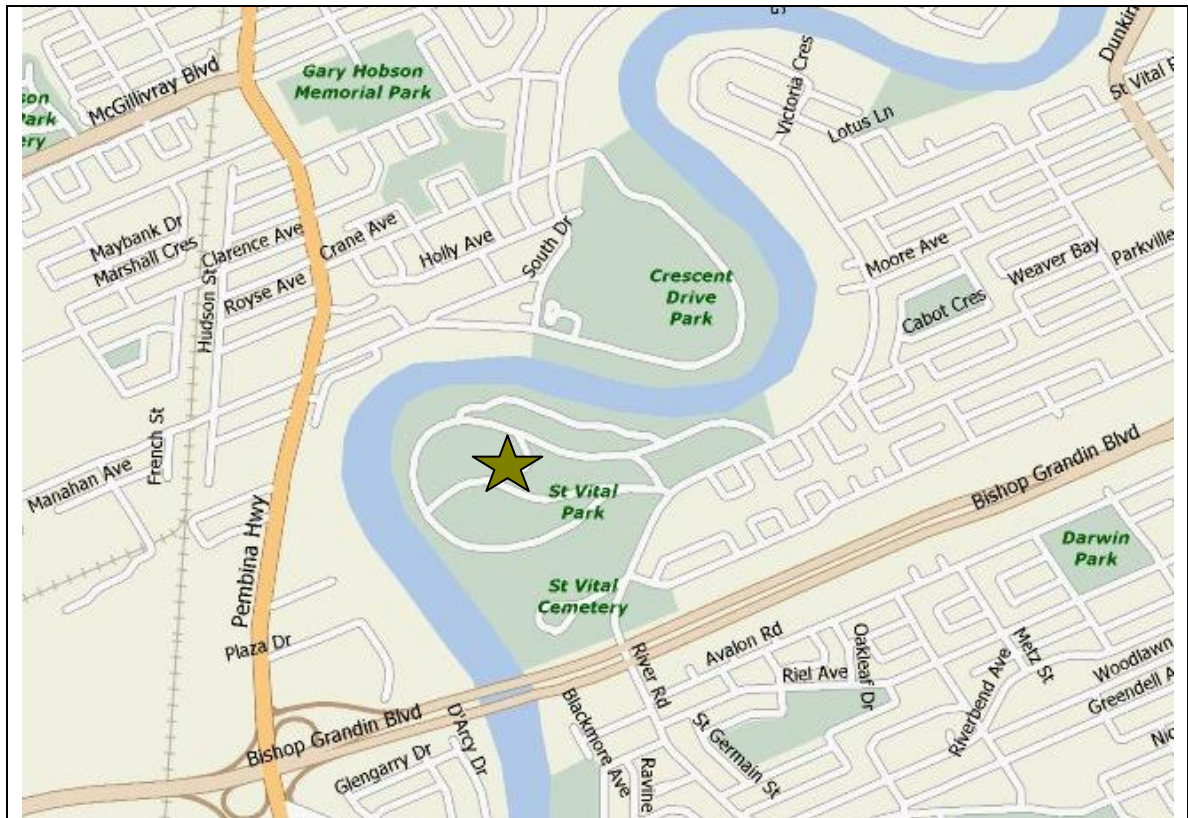 McGillivray Blvd
Gary Hobson
Memorial Park
Victoria Cres
Lotus Ln
St Vital
son
Park
ery
Maybank Dr
Marshall Cres
Clarence Ave
Crane Ave
Holly Ave
South Dr
Royse Ave
Hudson St
Crescent
Drive
Park
Moore Ave
Weaver Bay
Parkville
Cabot Cres
French St
Manahan Ave
Pembina Hwy
St Vital
Park
Bishop Grandin Blvd
Darwin
Park
St Vital
Cemetery
Plaza Dr
River Rd
Avalon Rd
Riel Ave
Oakleaf Dr
Metz St
Woodlawn
Greendell A
Riverbend Ave
Bishop Grandin Blvd
D'Arcy Dr
Blackmore Ave
St Germain St
Glengarry Dr
Ravine